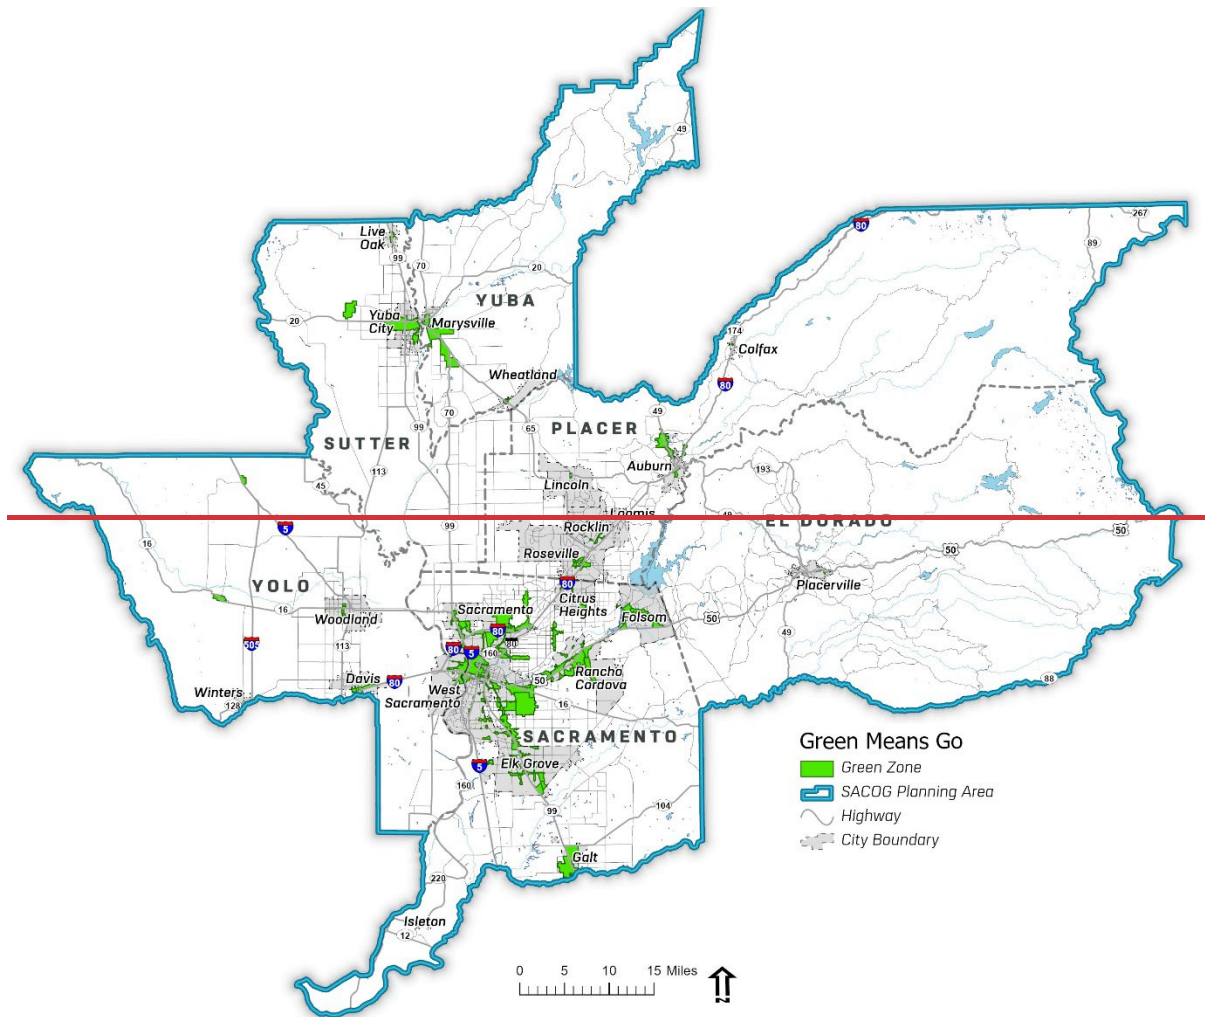 49
267
80
89
Live
Oak
99
70
20
YUBA
Yuba
City
Marysville
20
174
Colfax
Wheatland
80
70
49
99
65
PLACER
SUTTER
Auburn
193
113
Lincoln
45
Loomis
99
49
EL DORADO
Rocklin
5
50
16
50
Roseville
YOLO
80
Placerville
Citrus
Heights
16
Woodland
Sacramento
Folsom
50
80
49
113
505
80
5
160
80
Rancho
Cordova
Davis
80
50
88
Winters
128
West
Sacramento
16
SACRAMENTO
Green Means Go
Elk Grove
5
Green Zone
160
SACOG Planning Area
99
104
Highway
City Boundary
Galt
220
Isleton
12
0 5 10 15 Miles
N